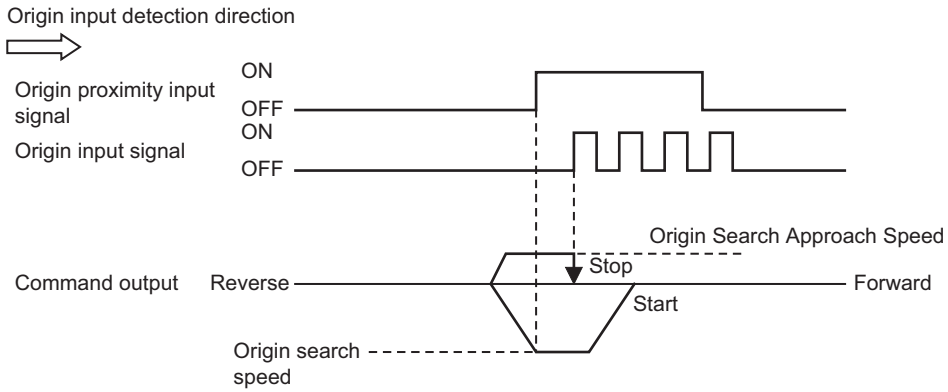 Origin input detection direction
ON
Origin proximity input
signal
OFF
ON
Origin input signal
OFF
Origin Search Approach Speed
Stop
Command output
Reverse
Forward
Start
Origin search
speed